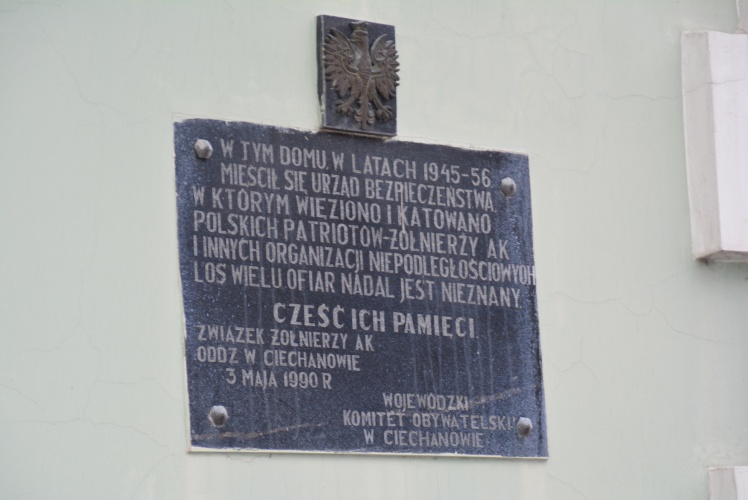 W TYM DOMU W LATACH 1945-56
MIEŚCIŁ SIĘ URZĄD BEZPIECZEŃSTWA,
W KTÓRYM WIĘZIONO I KATOWANO
POLSKICH PATRIOTÓW-ŻOŁNIERZY AK
I INNYCH ORGANIZACJI NIEPODLEGŁOŚCIOWYCH
LOS WIELU OFIAR NADAL JEST NIEZNANY
CZEŚĆ ICH PAMIĘCI.
ZWIĄZEK ŻOŁNIERZY AK
ODDZ W CIECHANOWIE
3 MAJA 1990 R
WOJEWÓDZKI
KOMITET OBYWATELSKI
W CIECHANOWIE